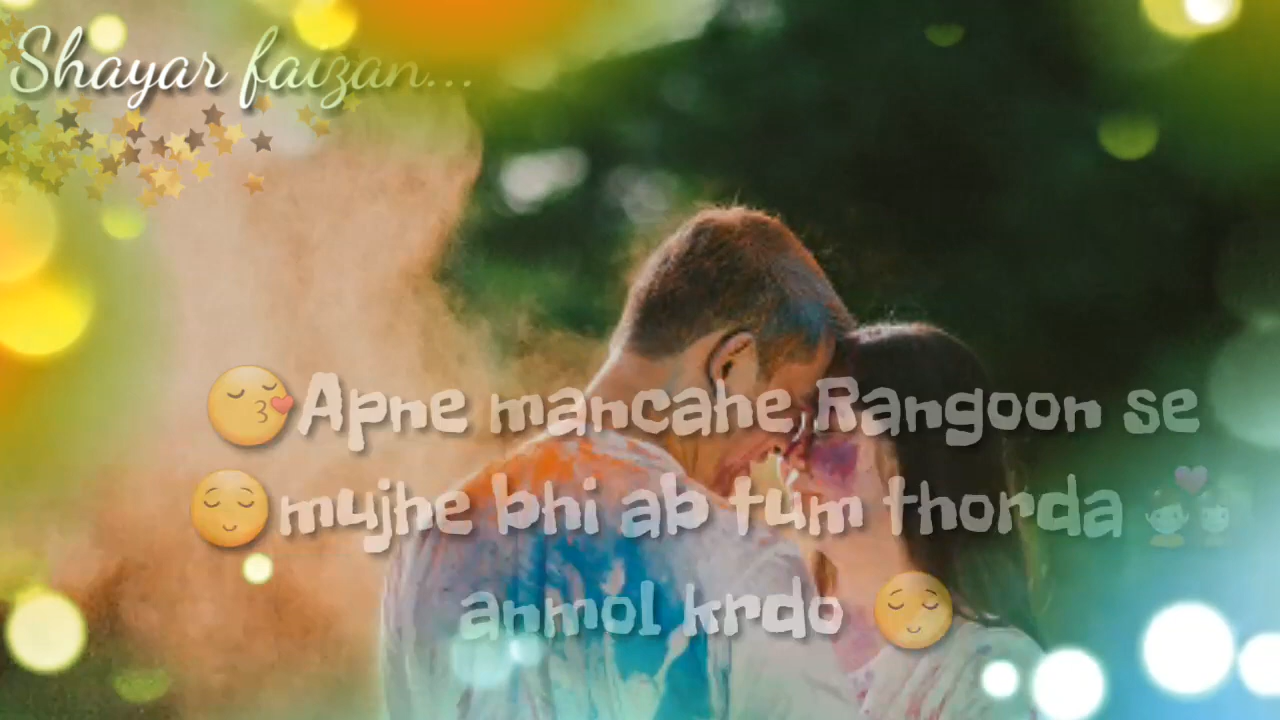 Shayar faizan...
😚Apne mancahe Rangoon se
😌mujhe bhi ab tum thorda 💑
anmol krdo 😌